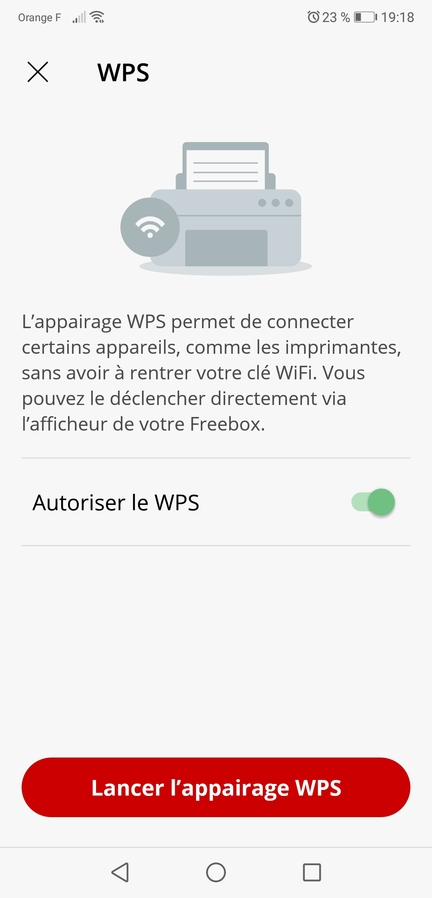 Orange F 23 % 19:18
WPS
L’appairage WPS permet de connecter
certains appareils, comme les imprimantes,
sans avoir à rentrer votre clé WiFi. Vous
pouvez le déclencher directement via
l’afficheur de votre Freebox.
Autoriser le WPS
Lancer l’appairage WPS